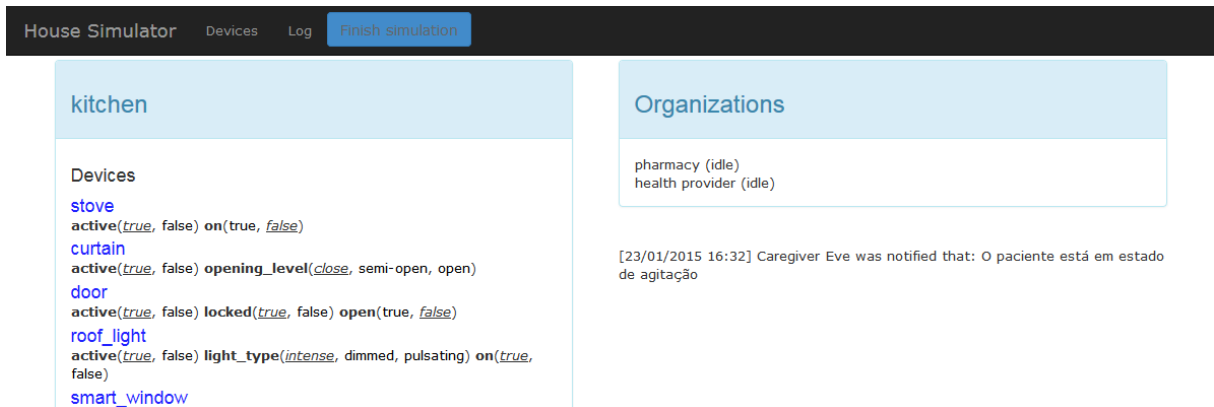 House Simulator Devices Log Finish simulation
kitchen
Devices
stove
active(true, false) on(true, false)
curtain
active(true, false) opening_level(close, semi-open, open)
door
active(true, false) locked(true, false) open(true, false)
roof_light
active(true, false) light_type(intense, dimmed, pulsating) on(true,
false)
smart_window
Organizations
pharmacy (idle)
health provider (idle)
[23/01/2015 16:32] Caregiver Eve was notified that: O paciente está em estado
de agitação